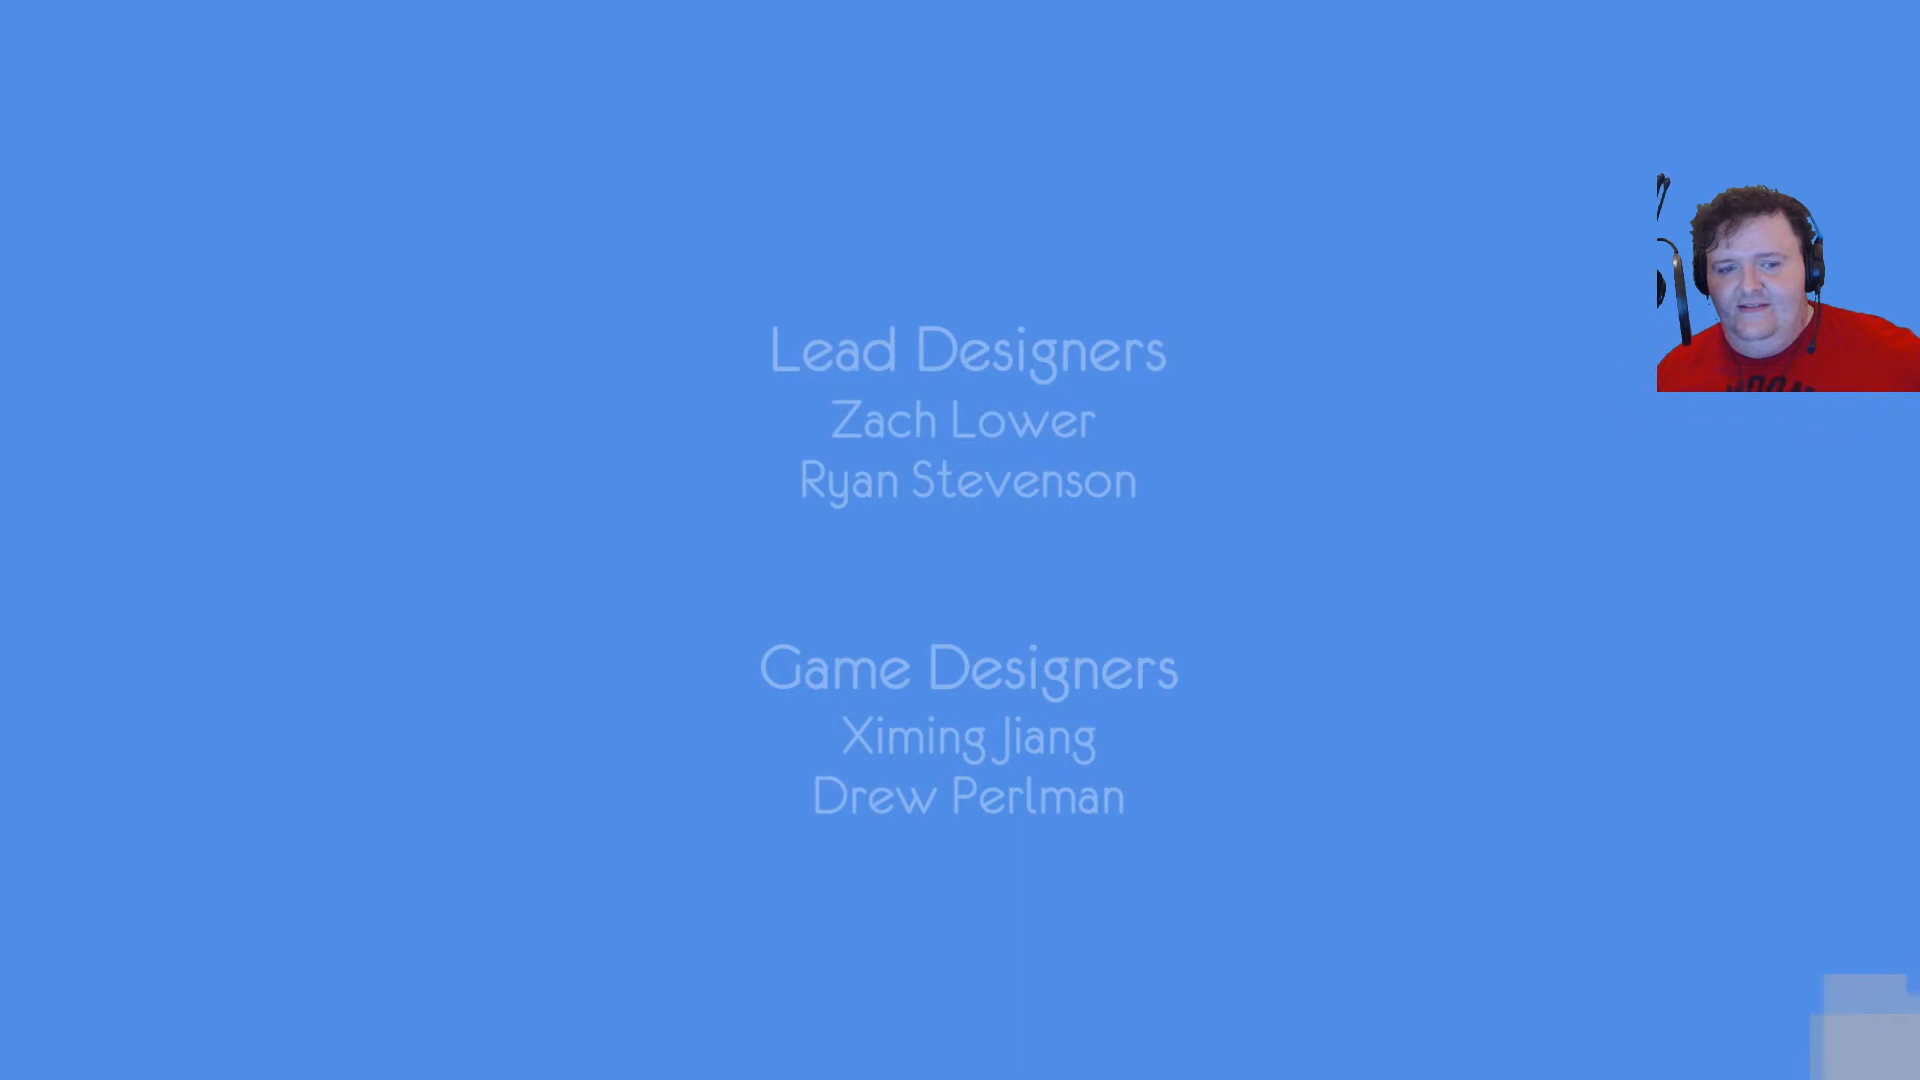 Lead Designers
Zach Lower
Ryan Stevenson
Game Designers
Ximing Jiang
Drew Perlman